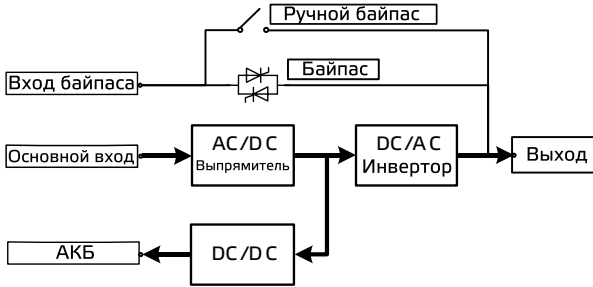 Ручной байпас
Байпас
Вход байпаса
Основной вход
AC/DC
Выпрямитель
DC/AC
Инвертор
Выход
АКБ
DC/DC